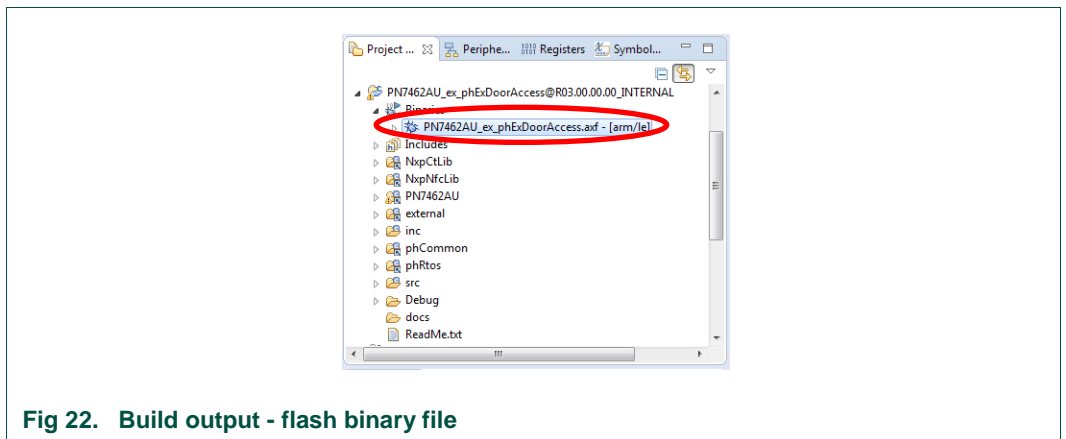 Project ... Periphe... Registers Symbol...
PN7462AU_ex_phExDoorAccess@R03.00.00.00_INTERNAL
Binaries
PN7462AU_ex_phExDoorAccess.axf - [arm/le]
Includes
NxpCtLib
NxpNfcLib
PN7462AU
external
inc
phCommon
phRtos
src
Debug
docs
ReadMe.txt
Fig 22. Build output - flash binary file